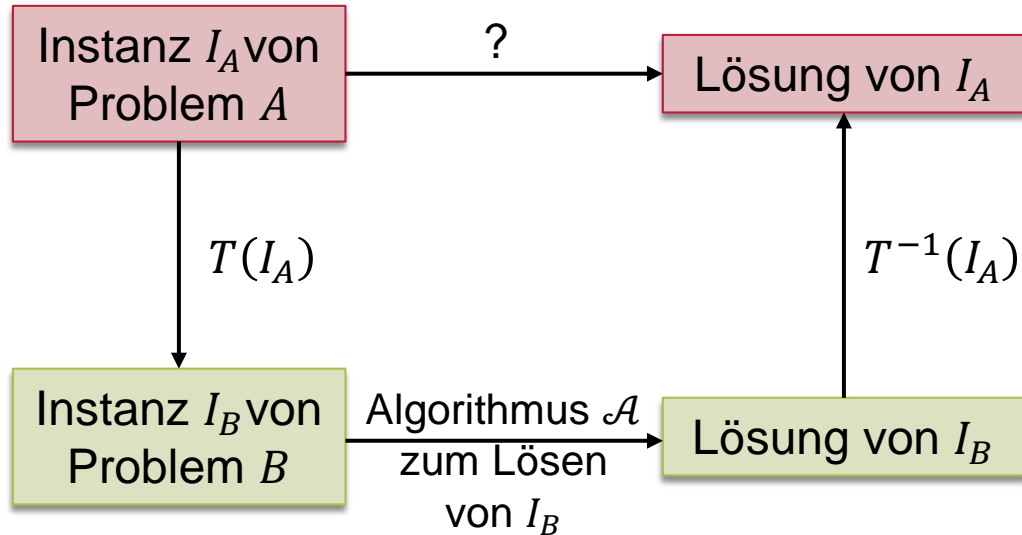 Instanz I_A von
Problem A
?
Lösung von I_A
T(I_A)
T^{-1}(I_A)
Instanz I_B von
Problem B
Algorithmus 𝒜
zum Lösen
von I_B
Lösung von I_B